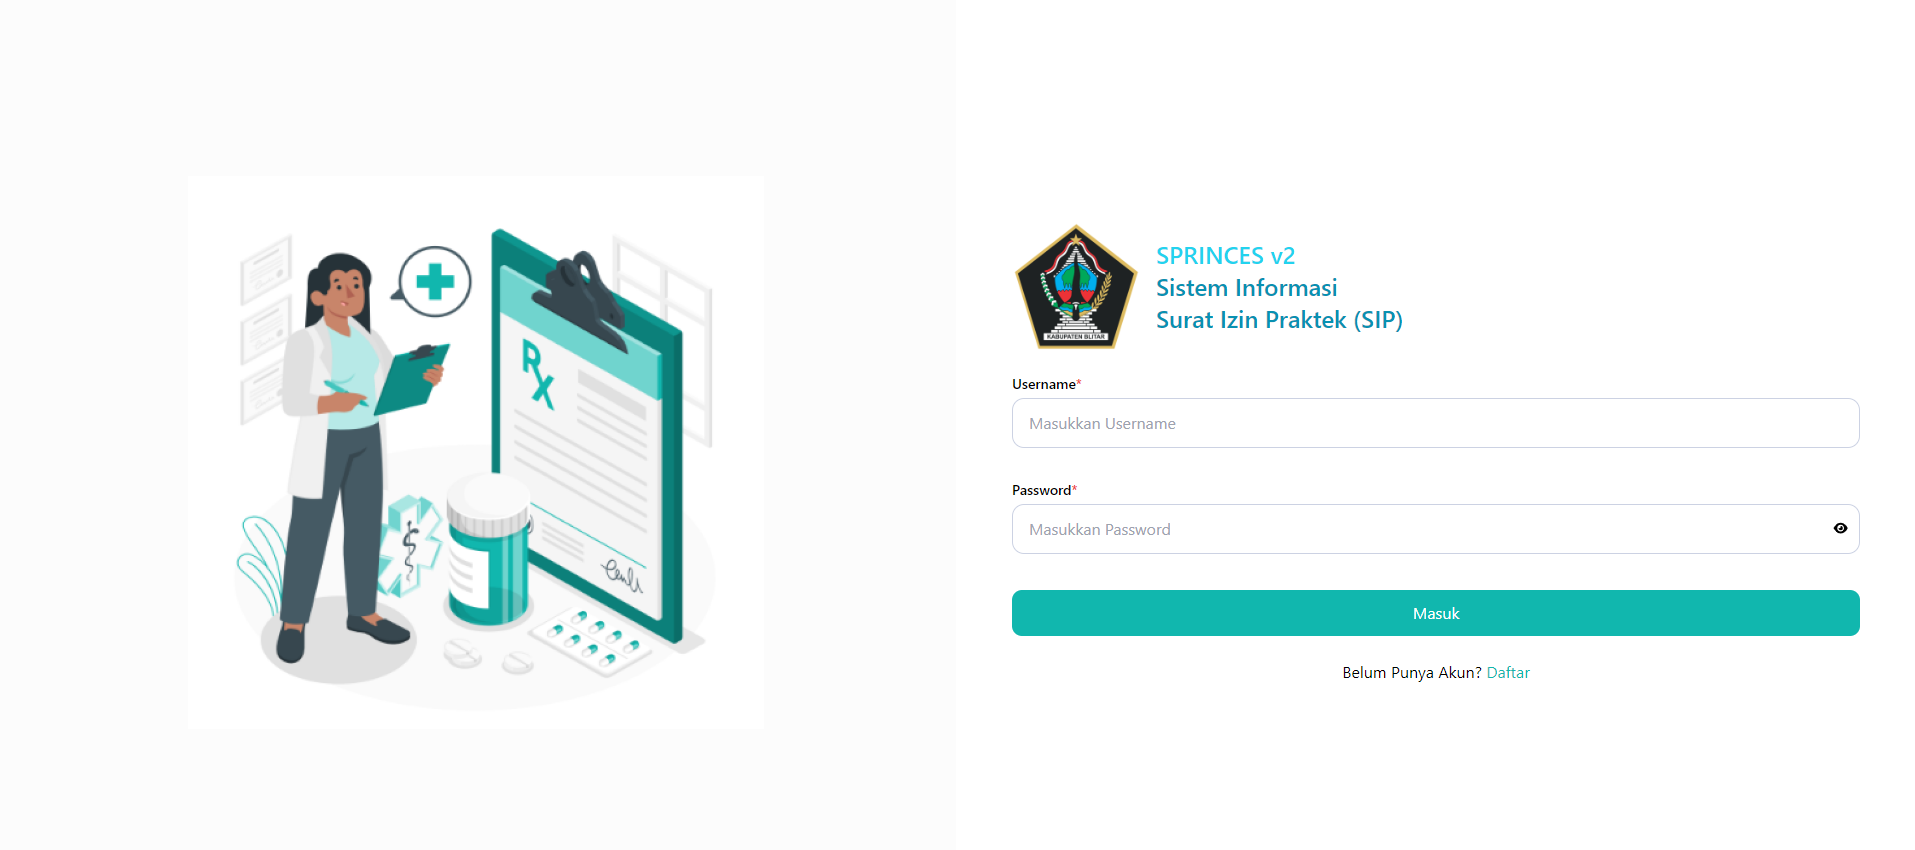 SPRINCES v2
Sistem Informasi
Surat Izin Praktek (SIP)
KABUPATEN BLITAR
Username*
Masukkan Username
Password*
Masukkan Password
Masuk
Belum Punya Akun? Daftar
RX